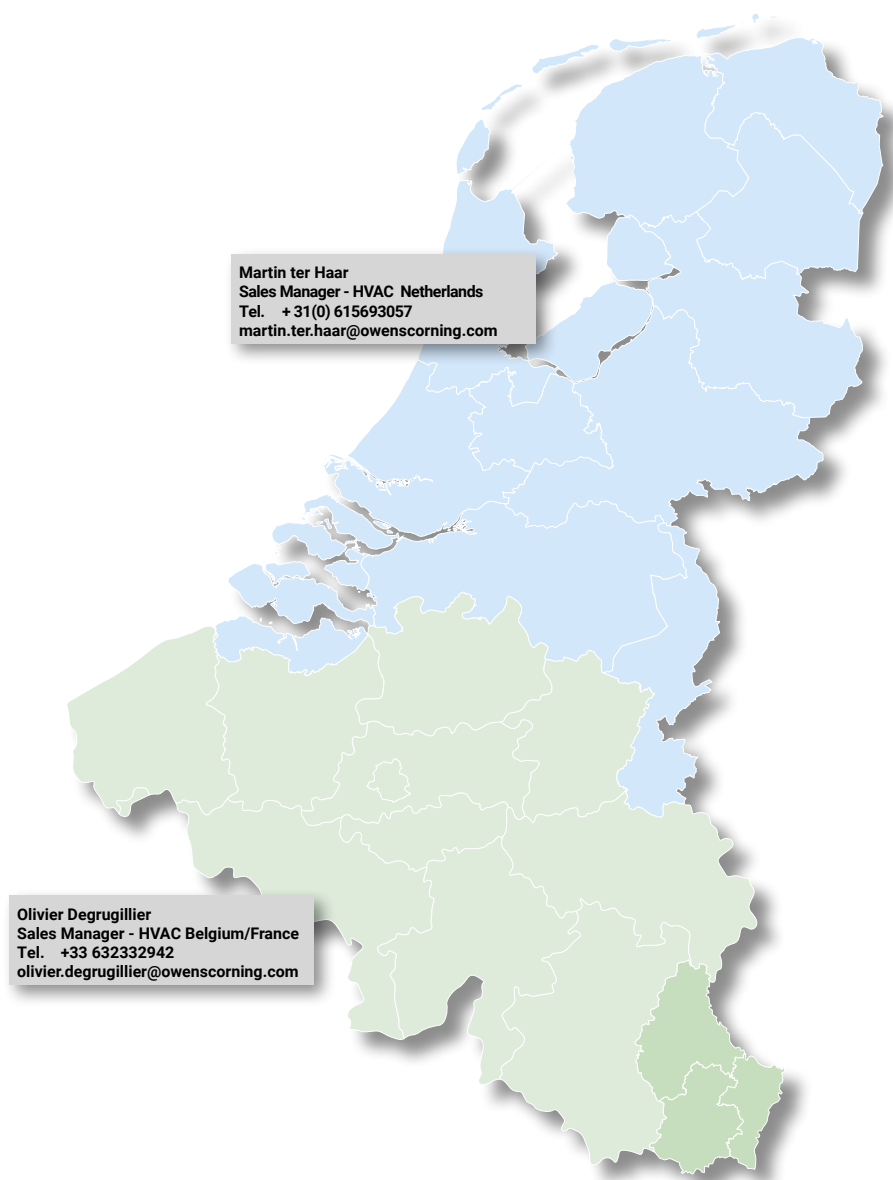 Martin ter Haar
Sales Manager - HVAC Netherlands
Tel. + 31(0) 615693057
martin.ter.haar@owenscorning.com
Olivier Degrugillier
Sales Manager - HVAC Belgium/France
Tel. +33 632332942
olivier.degrugillier@owenscorning.com